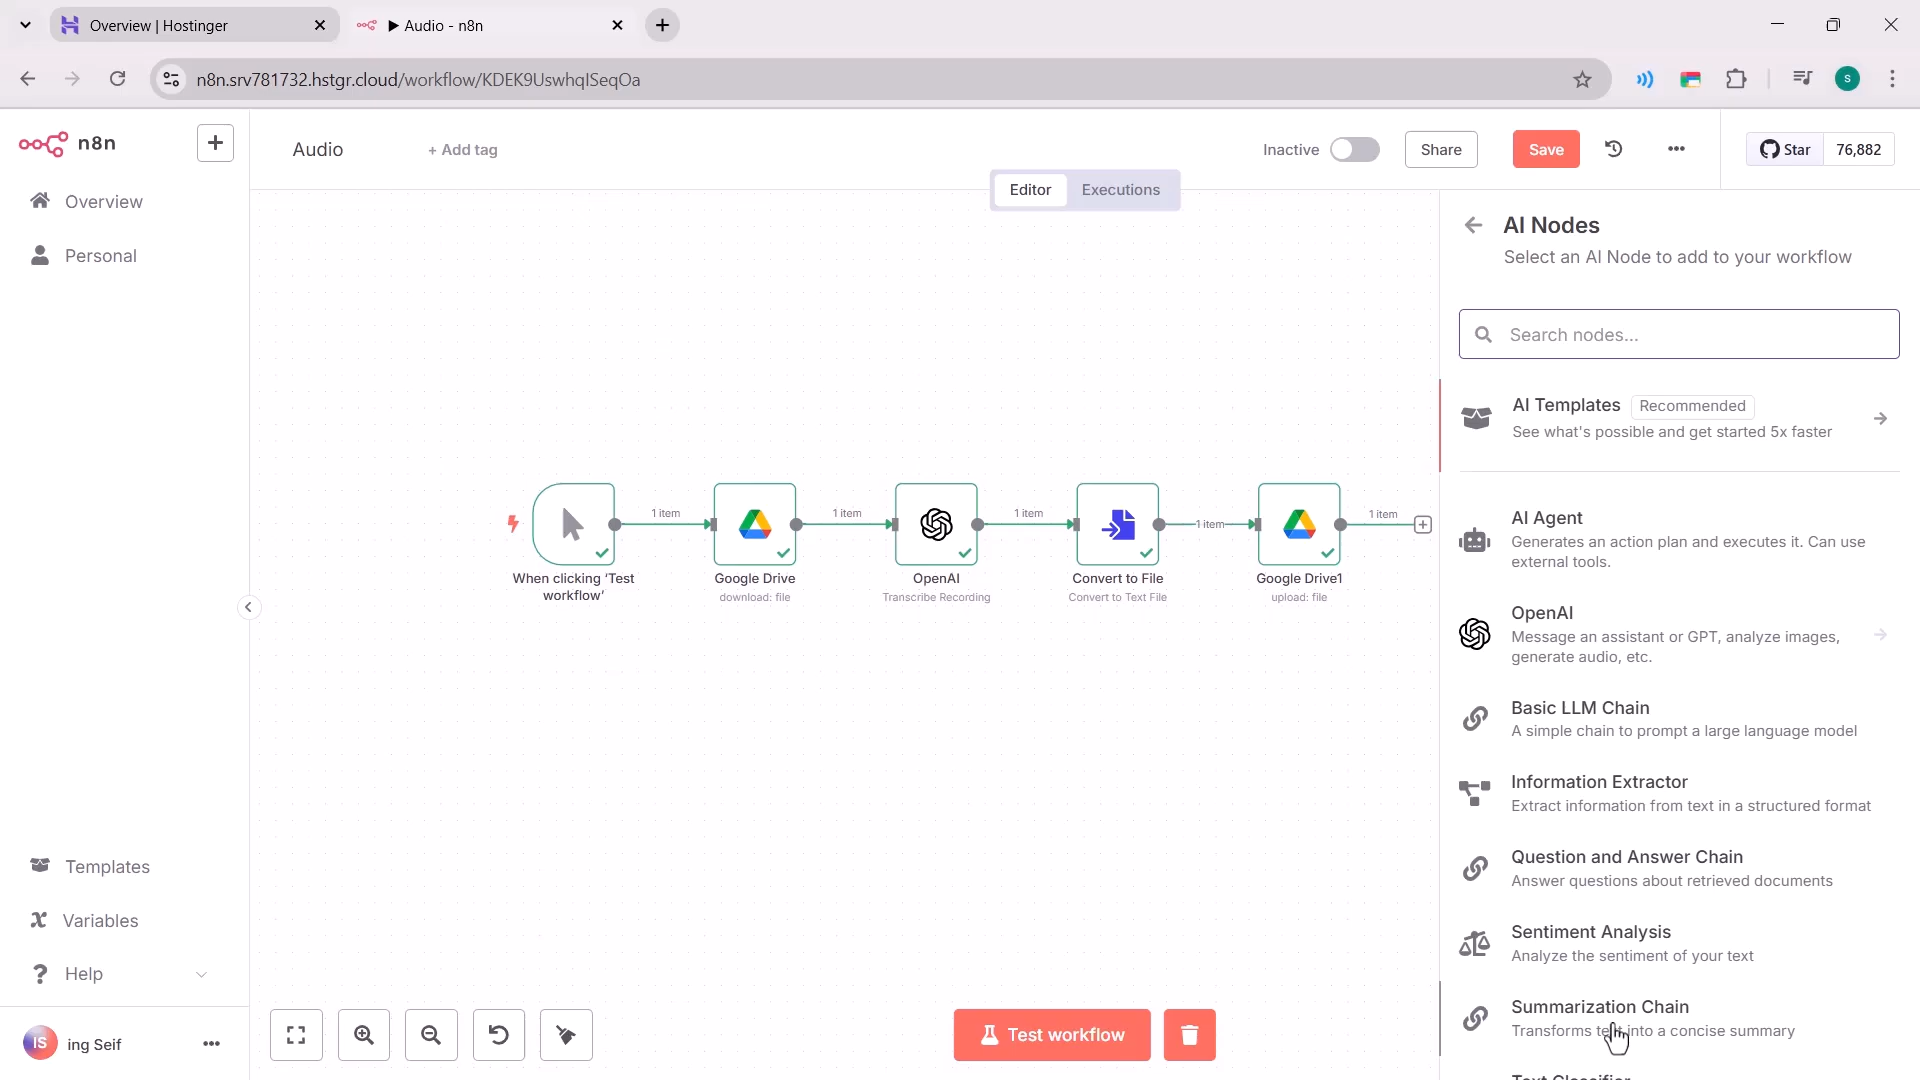 Overview | Hostinger
▶ Audio - n8n
n8n.srv781732.hstgr.cloud/workflow/KDEK9UswhqlSeqOa
S
n8n
Audio
+ Add tag
Inactive
Share
Save
Star
76,882
Overview
Personal
Editor
Executions
AI Nodes
Select an AI Node to add to your workflow
Search nodes...
AI Templates
Recommended
See what's possible and get started 5x faster
AI Agent
Generates an action plan and executes it. Can use
external tools.
OpenAI
Message an assistant or GPT, analyze images,
generate audio, etc.
Basic LLM Chain
A simple chain to prompt a large language model
Information Extractor
Extract information from text in a structured format
Question and Answer Chain
Answer questions about retrieved documents
Sentiment Analysis
Analyze the sentiment of your text
Summarization Chain
Transforms text into a concise summary
Text Classifier
1 item
1 item
1 item
1 item
1 item
When clicking ‘Test
workflow’
Google Drive
download: file
OpenAI
Transcribe Recording
Convert to File
Convert to Text File
Google Drive1
upload: file
Templates
Variables
Help
IS
ing Seif
Test workflow